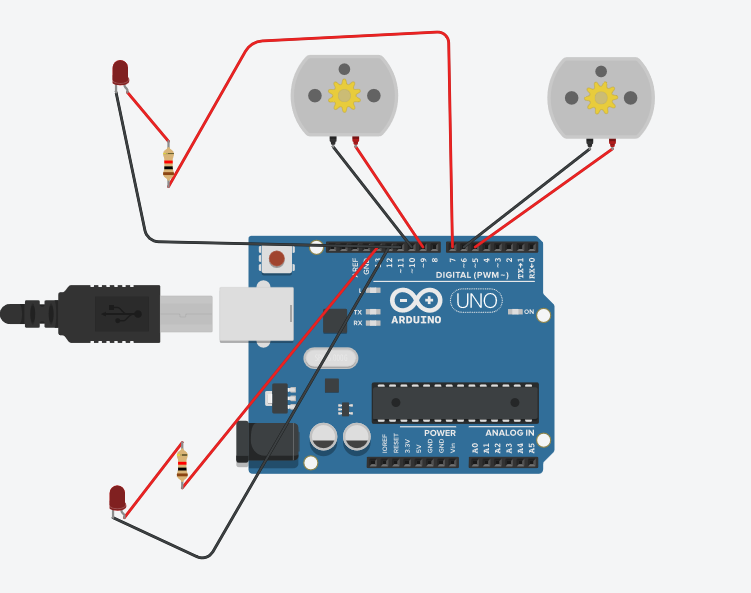 AREF
GND
13
12
~11
~10
~9
8
7
~6
~5
4
~3
2
TX→1
RX←0
DIGITAL (PWM~)
L
TX
RX
UNO
ARDUINO
ON
POWER
ANALOG IN
IOREF
RESET
3.3V
5V
GND
GND
Vin
A0
A1
A2
A3
A4
A5